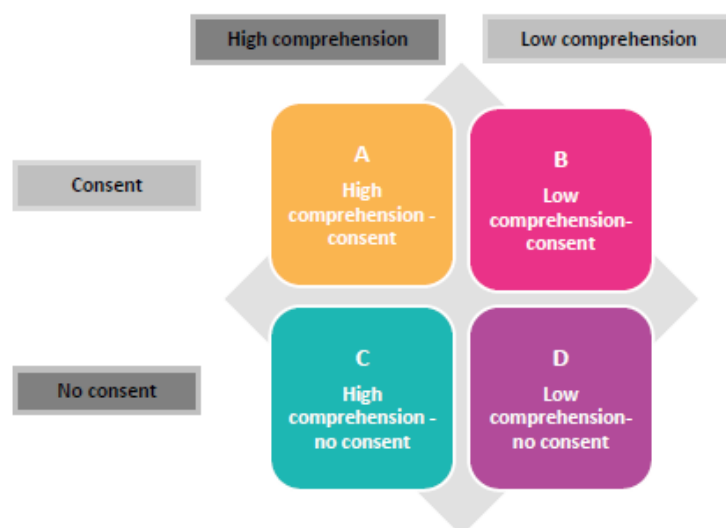 High comprehension
Low comprehension
Consent
A
High
comprehension -
consent
B
Low
comprehension-
consent
No consent
C
High
comprehension -
no consent
D
Low
comprehension-
no consent